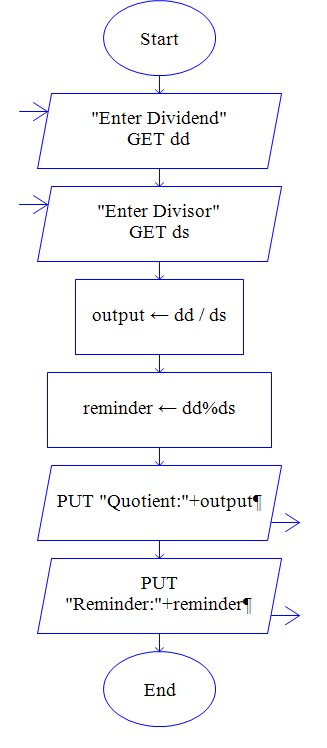 Start
"Enter Dividend"
GET dd
"Enter Divisor"
GET ds
output ← dd / ds
reminder ← dd%ds
PUT "Quotient:"+output¶
PUT
"Reminder:"+reminder¶
End